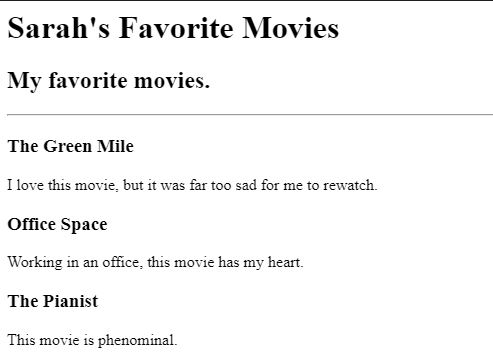 Sarah's Favorite Movies
My favorite movies.
The Green Mile
I love this movie, but it was far too sad for me to rewatch.
Office Space
Working in an office, this movie has my heart.
The Pianist
This movie is phenominal.